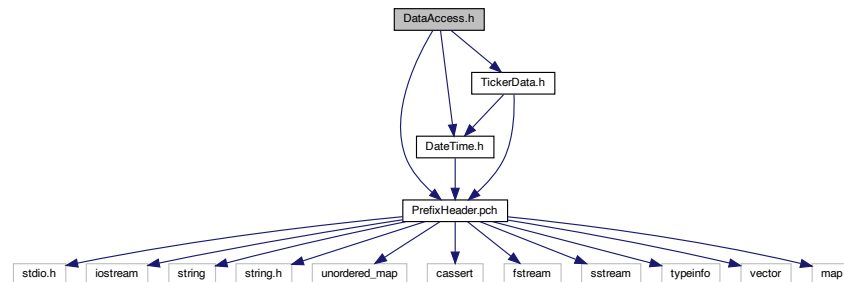 DataAccess.h
TickerData.h
DateTime.h
PrefixHeader.pch
stdio.h iostream string string.h unordered_map cassert fstream sstream typeinfo vector map